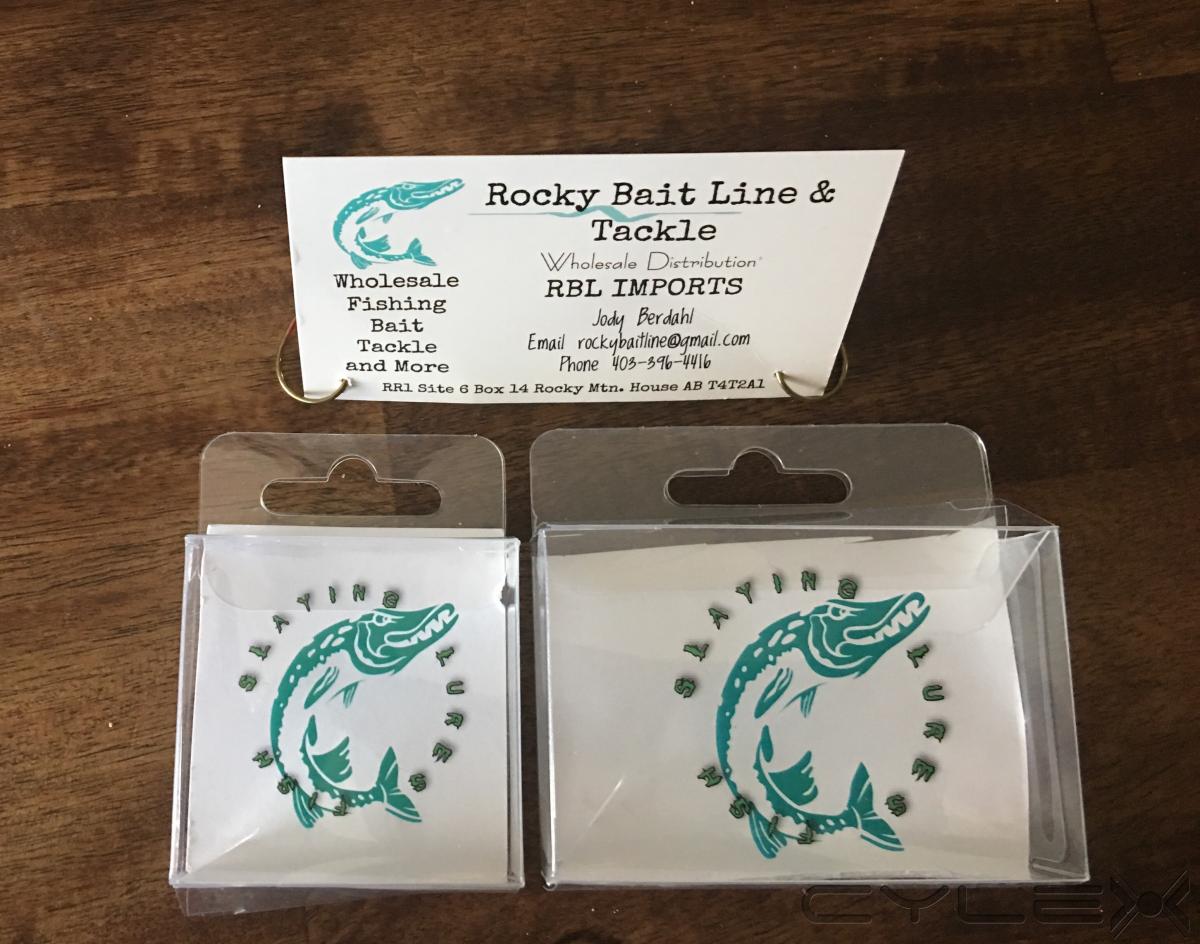 Rocky Bait Line &
Tackle
Wholesale Distribution
RBL IMPORTS
Jody Berdahl
Email rockybaitline@gmail.com
Phone 403-396-4416
Wholesale
Fishing
Bait
Tackle
and More
RR1 Site 6 Box 14 Rocky Mtn. House AB T4T2A1
SLAYING LURES
SLAYING LURES
CYLEX